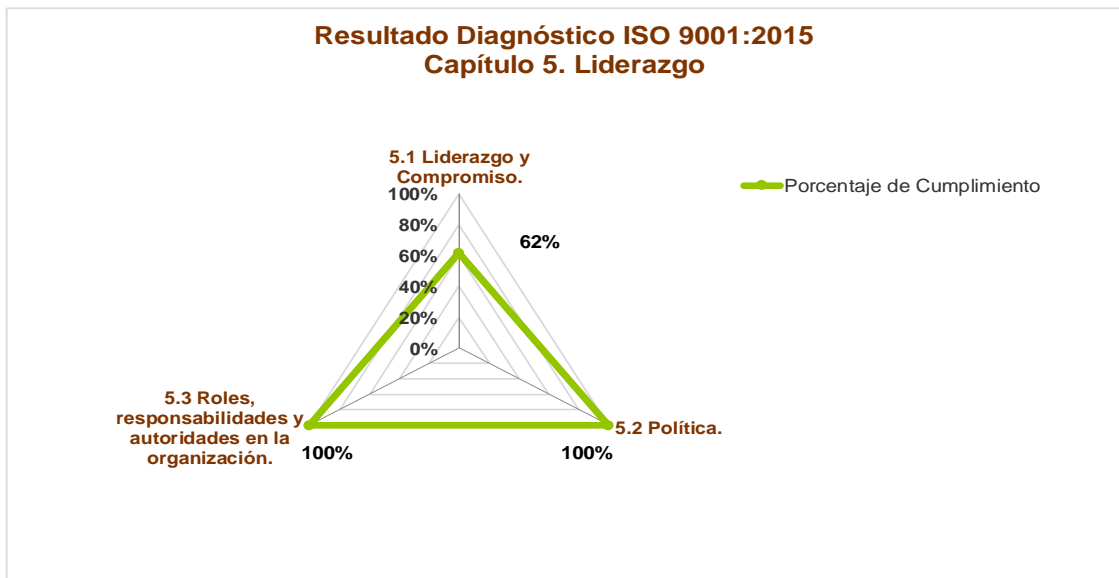 Resultado Diagnóstico ISO 9001:2015
Capítulo 5. Liderazgo
5.1 Liderazgo y
Compromiso.
100%
80%
60%
40%
20%
0%
62%
Porcentaje de Cumplimiento
5.3 Roles,
responsabilidades y
autoridades en la
organización.
100%
100%
5.2 Política.